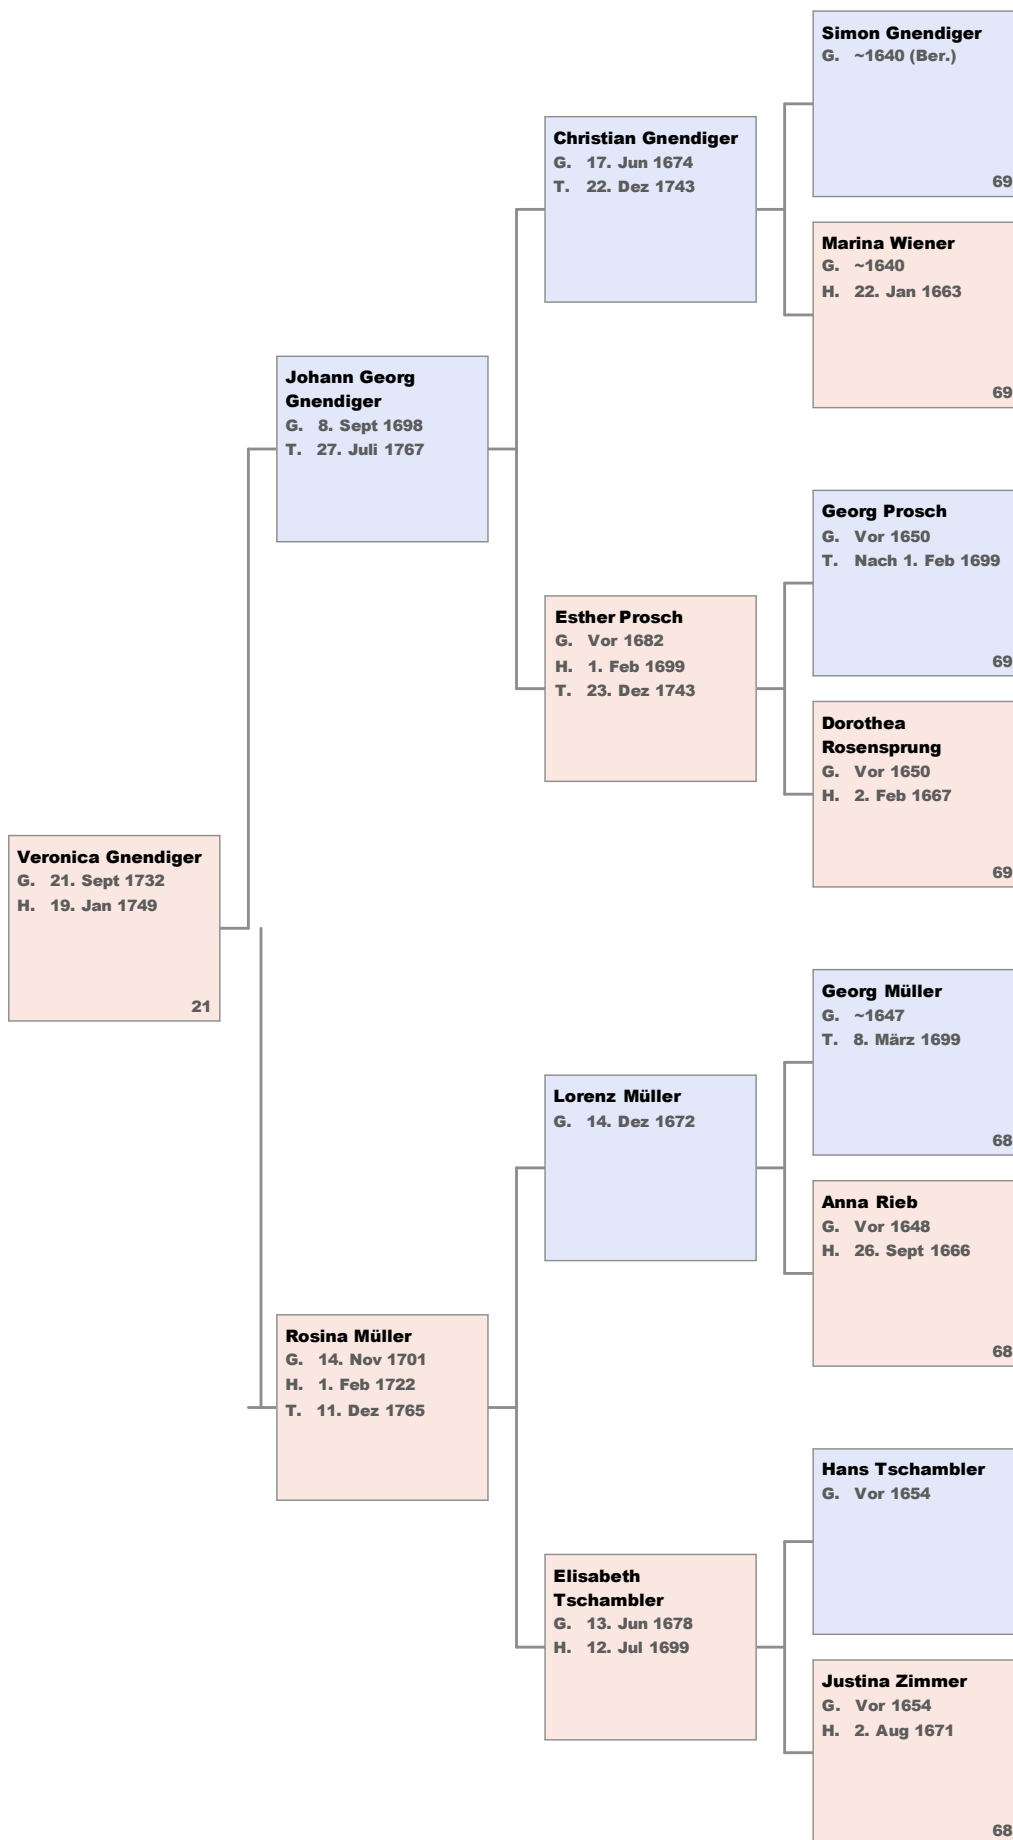 Simon Gnendiger
G. ~1640 (Ber.)
69
Christian Gnendiger
G. 17. Jun 1674
T. 22. Dez 1743
Marina Wiener
G. ~1640
H. 22. Jan 1663
69
Johann Georg
Gnendiger
G. 8. Sept 1698
T. 27. Juli 1767
Georg Prosch
G. Vor 1650
T. Nach 1. Feb 1699
69
Esther Prosch
G. Vor 1682
H. 1. Feb 1699
T. 23. Dez 1743
Dorothea
Rosensprung
G. Vor 1650
H. 2. Feb 1667
69
Veronica Gnendiger
G. 21. Sept 1732
H. 19. Jan 1749
21
Georg Müller
G. ~1647
T. 8. März 1699
68
Lorenz Müller
G. 14. Dez 1672
Anna Rieb
G. Vor 1648
H. 26. Sept 1666
68
Rosina Müller
G. 14. Nov 1701
H. 1. Feb 1722
T. 11. Dez 1765
Hans Tschambler
G. Vor 1654
Elisabeth
Tschambler
G. 13. Jun 1678
H. 12. Jul 1699
Justina Zimmer
G. Vor 1654
H. 2. Aug 1671
68